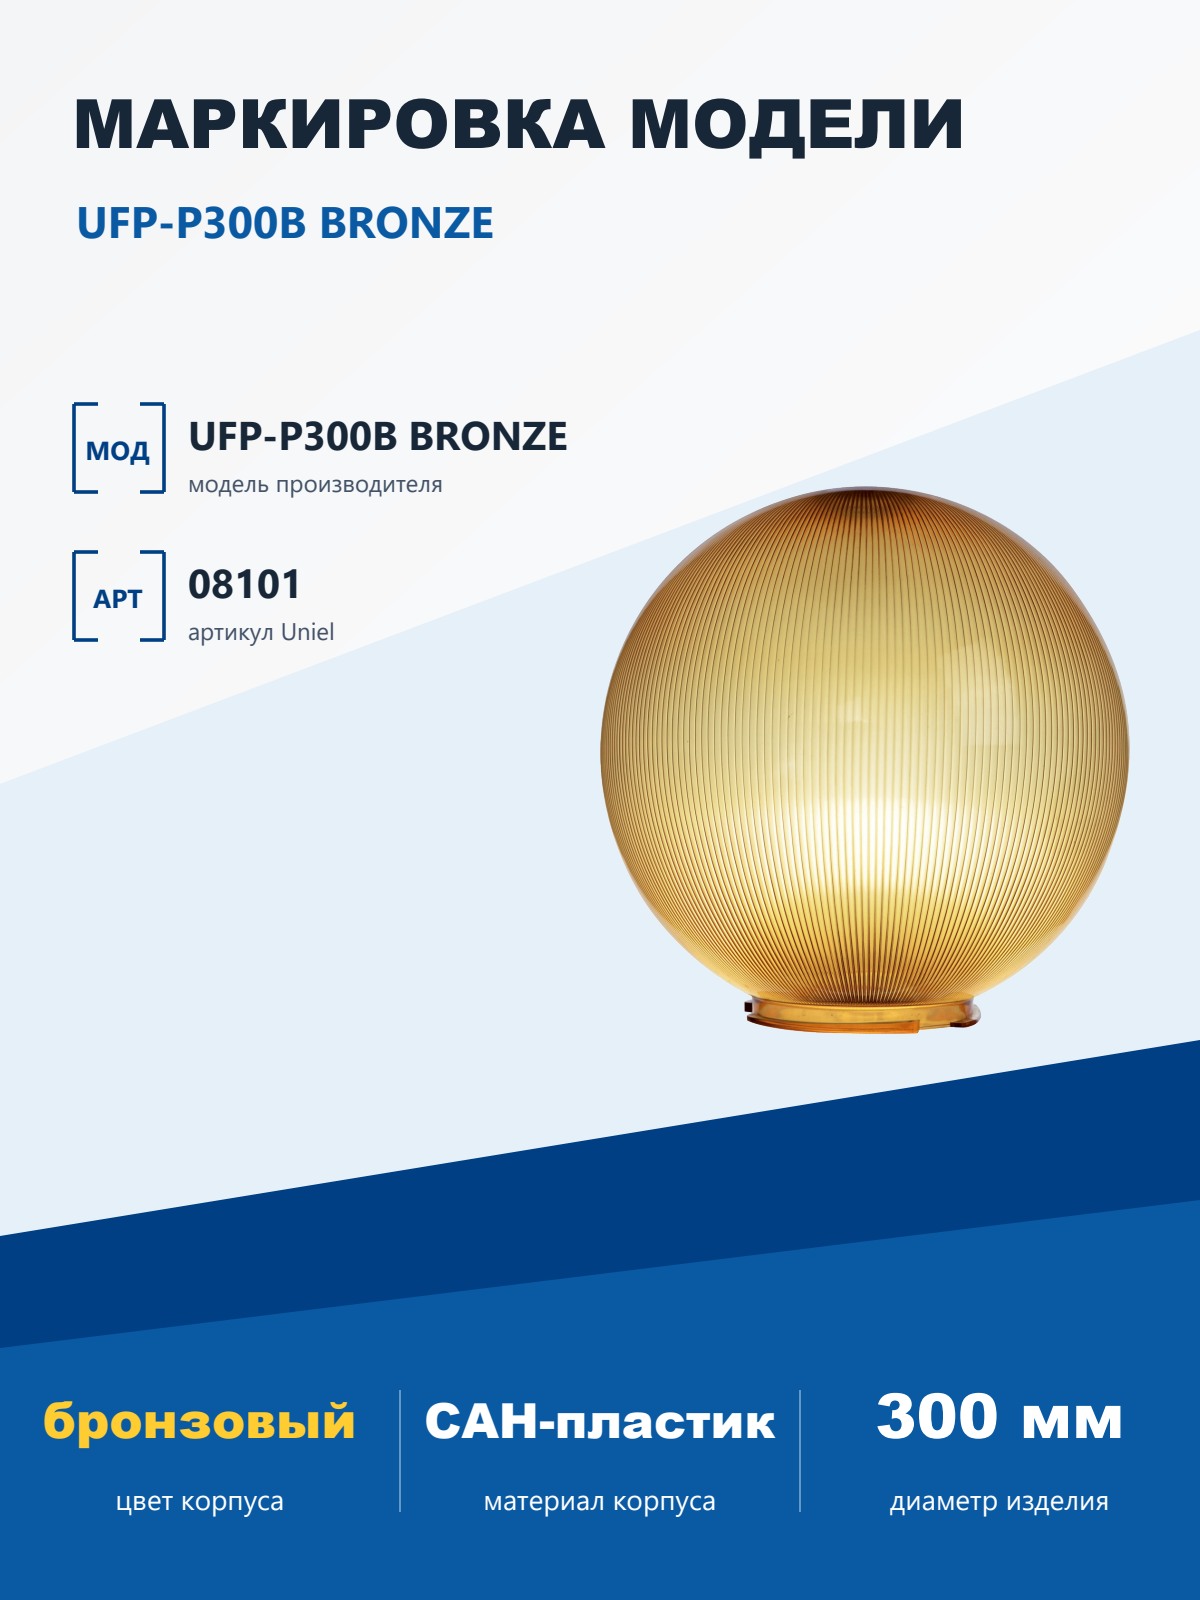 МАРКИРОВКА МОДЕЛИ
UFP-P300B BRONZE
МОД
UFP-P300B BRONZE
модель производителя
АРТ
08101
артикул Uniel
бронзовый
цвет корпуса
САН-пластик
материал корпуса
300 мм
диаметр изделия